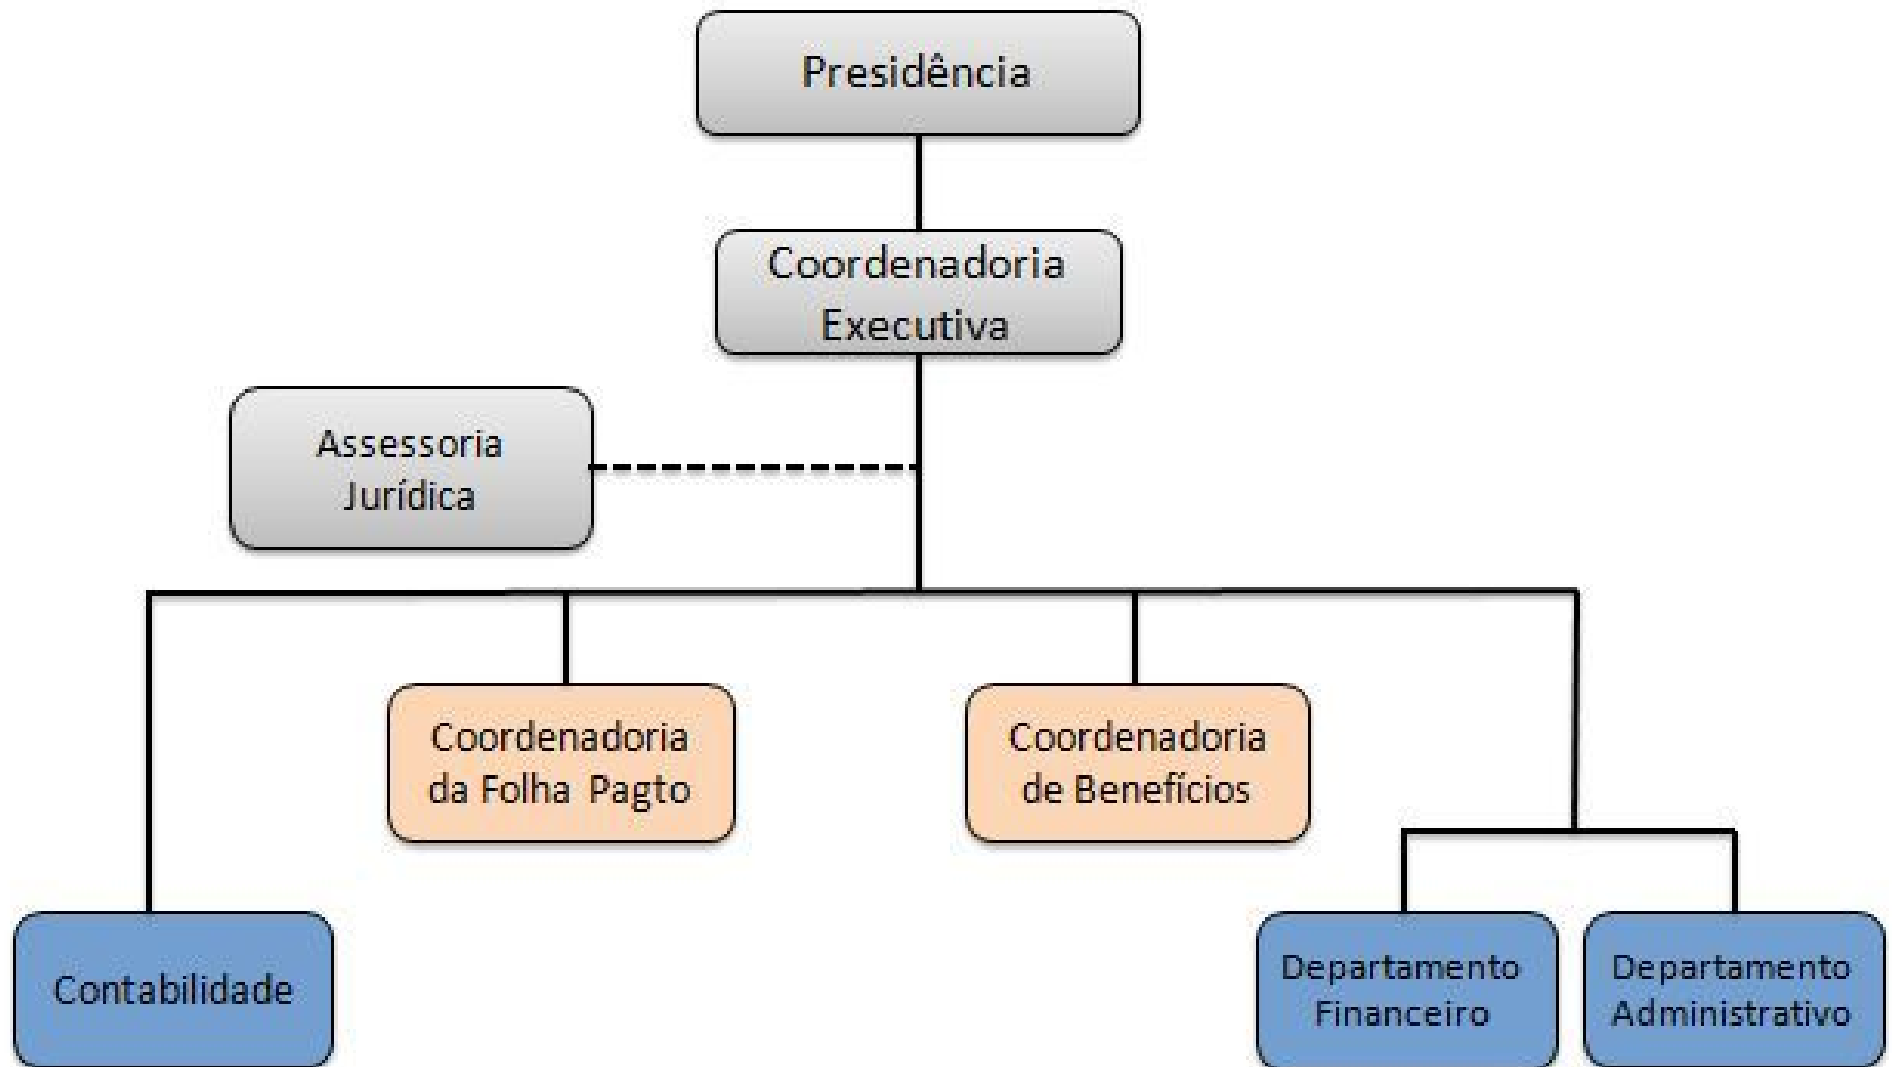 Presidência
Coordenadoria
Executiva
Assessoria
Jurídica
Coordenadoria
da Folha Pagto
Coordenadoria
de Benefícios
Contabilidade
Departamento
Financeiro
Departamento
Administrativo